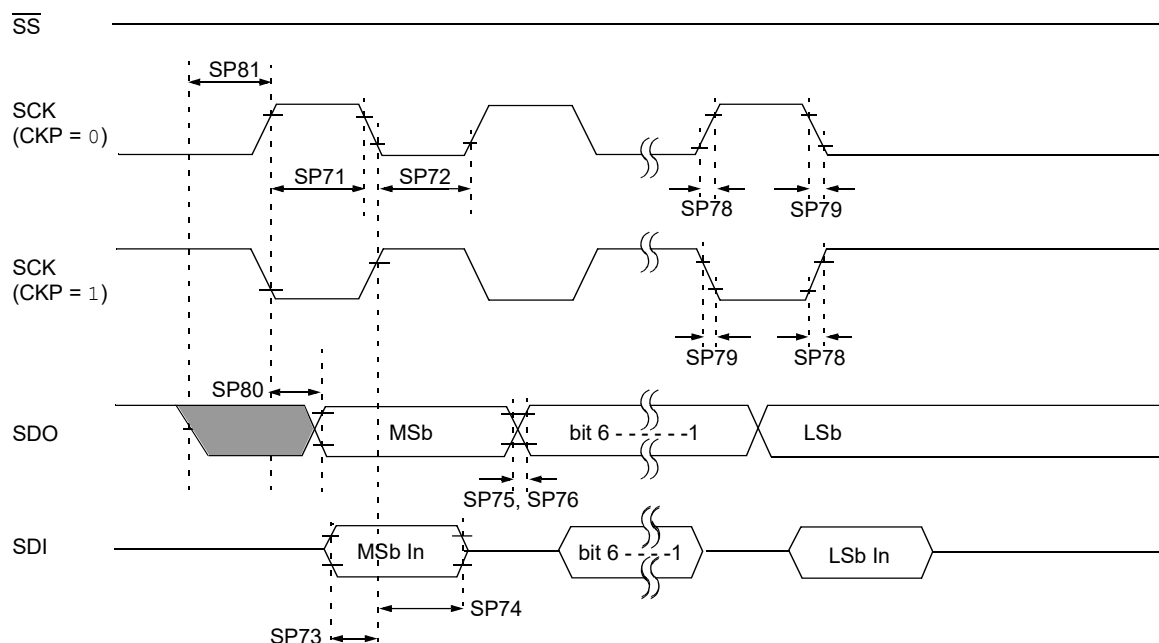 SS
SP81
SCK
(CKP = 0)
SP71
SP72
SP78
SP79
SCK
(CKP = 1)
SP79
SP78
SP80
SDO
MSb
bit 6 - - - - - -1
LSb
SP75, SP76
SDI
MSb In
bit 6 - - - -1
LSb In
SP74
SP73